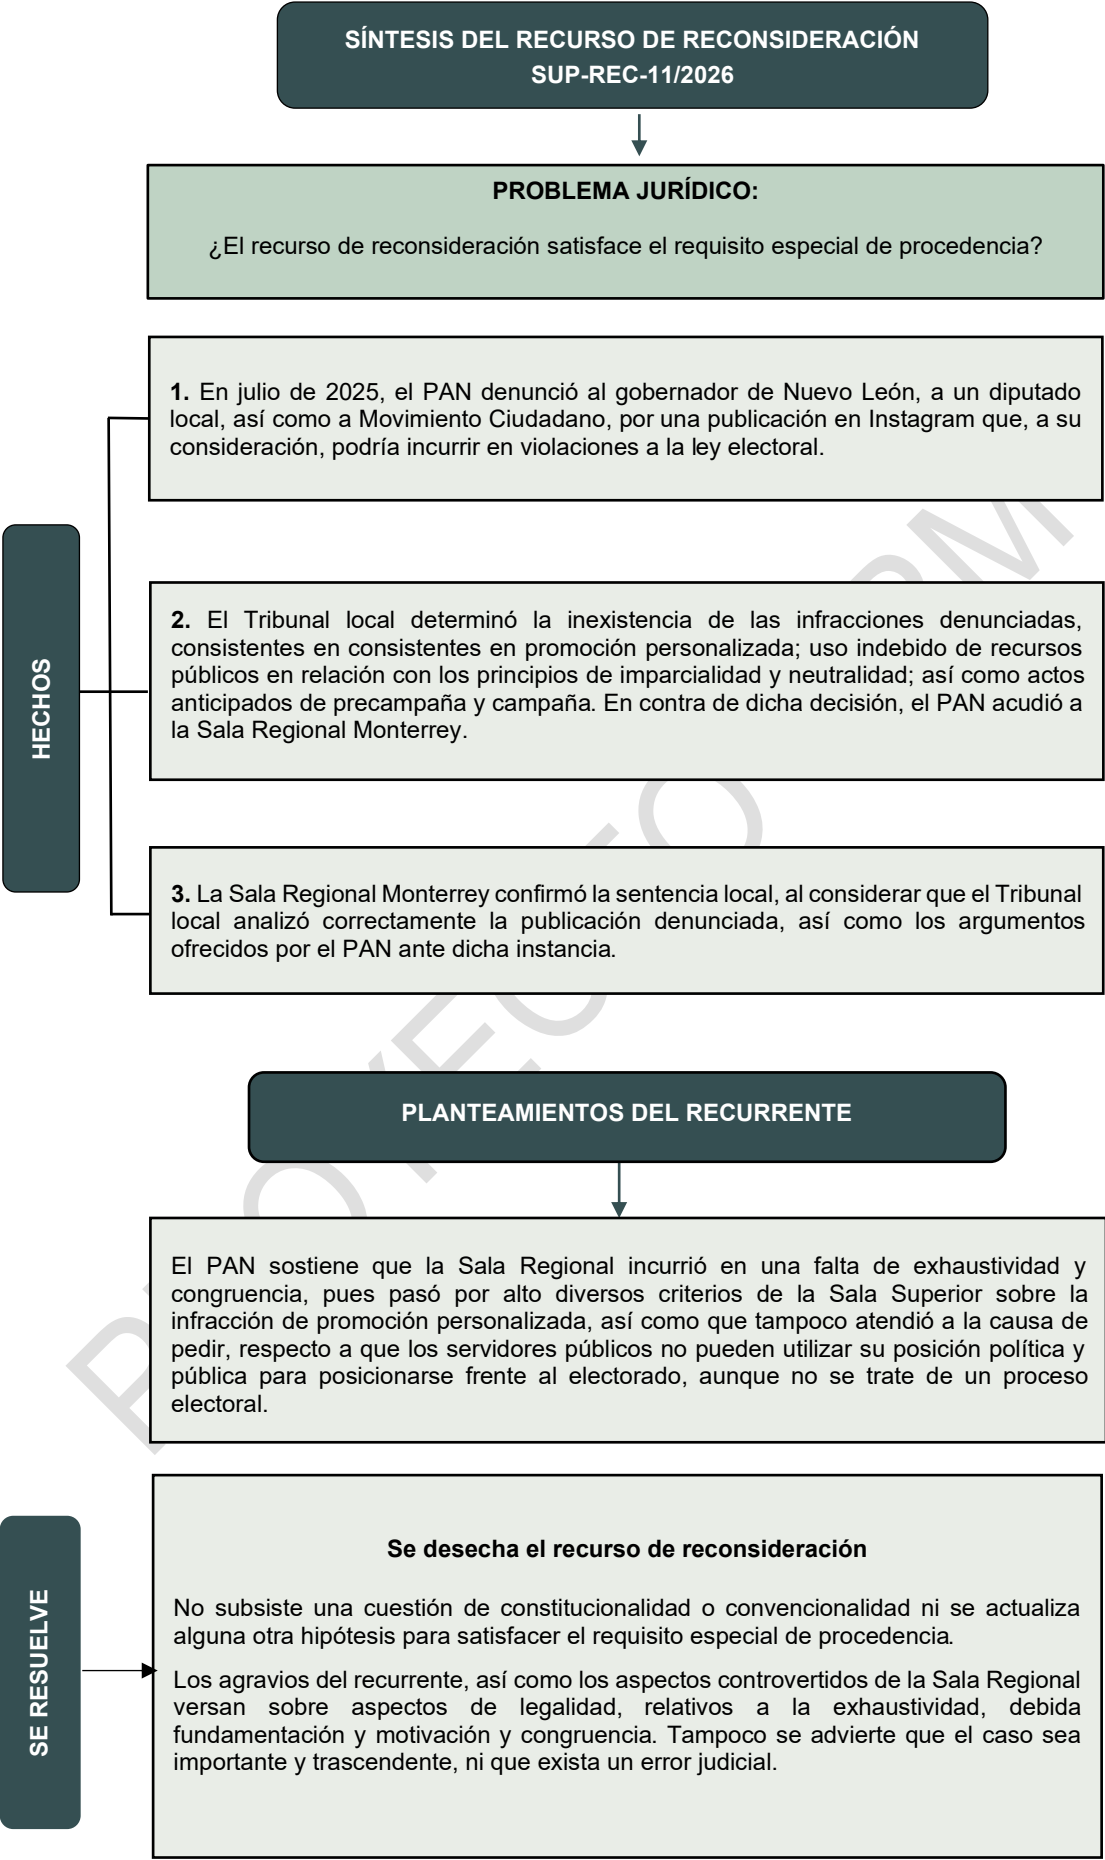 SÍNTESIS DEL RECURSO DE RECONSIDERACIÓN
SUP-REC-11/2026
PROBLEMA JURÍDICO:
¿El recurso de reconsideración satisface el requisito especial de procedencia?
HECHOS
1. En julio de 2025, el PAN denunció al gobernador de Nuevo León, a un diputado
local, así como a Movimiento Ciudadano, por una publicación en Instagram que, a su
consideración, podría incurrir en violaciones a la ley electoral.
2. El Tribunal local determinó la inexistencia de las infracciones denunciadas,
consistentes en consistentes en promoción personalizada; uso indebido de recursos
públicos en relación con los principios de imparcialidad y neutralidad; así como actos
anticipados de precampaña y campaña. En contra de dicha decisión, el PAN acudió a
la Sala Regional Monterrey.
3. La Sala Regional Monterrey confirmó la sentencia local, al considerar que el Tribunal
local analizó correctamente la publicación denunciada, así como los argumentos
ofrecidos por el PAN ante dicha instancia.
PLANTEAMIENTOS DEL RECURRENTE
El PAN sostiene que la Sala Regional incurrió en una falta de exhaustividad y
congruencia, pues pasó por alto diversos criterios de la Sala Superior sobre la
infracción de promoción personalizada, así como que tampoco atendió a la causa de
pedir, respecto a que los servidores públicos no pueden utilizar su posición política y
pública para posicionarse frente al electorado, aunque no se trate de un proceso
electoral.
SE RESUELVE
Se desecha el recurso de reconsideración
No subsiste una cuestión de constitucionalidad o convencionalidad ni se actualiza
alguna otra hipótesis para satisfacer el requisito especial de procedencia.
Los agravios del recurrente, así como los aspectos controvertidos de la Sala Regional
versan sobre aspectos de legalidad, relativos a la exhaustividad, debida
fundamentación y motivación y congruencia. Tampoco se advierte que el caso sea
importante y trascendente, ni que exista un error judicial.